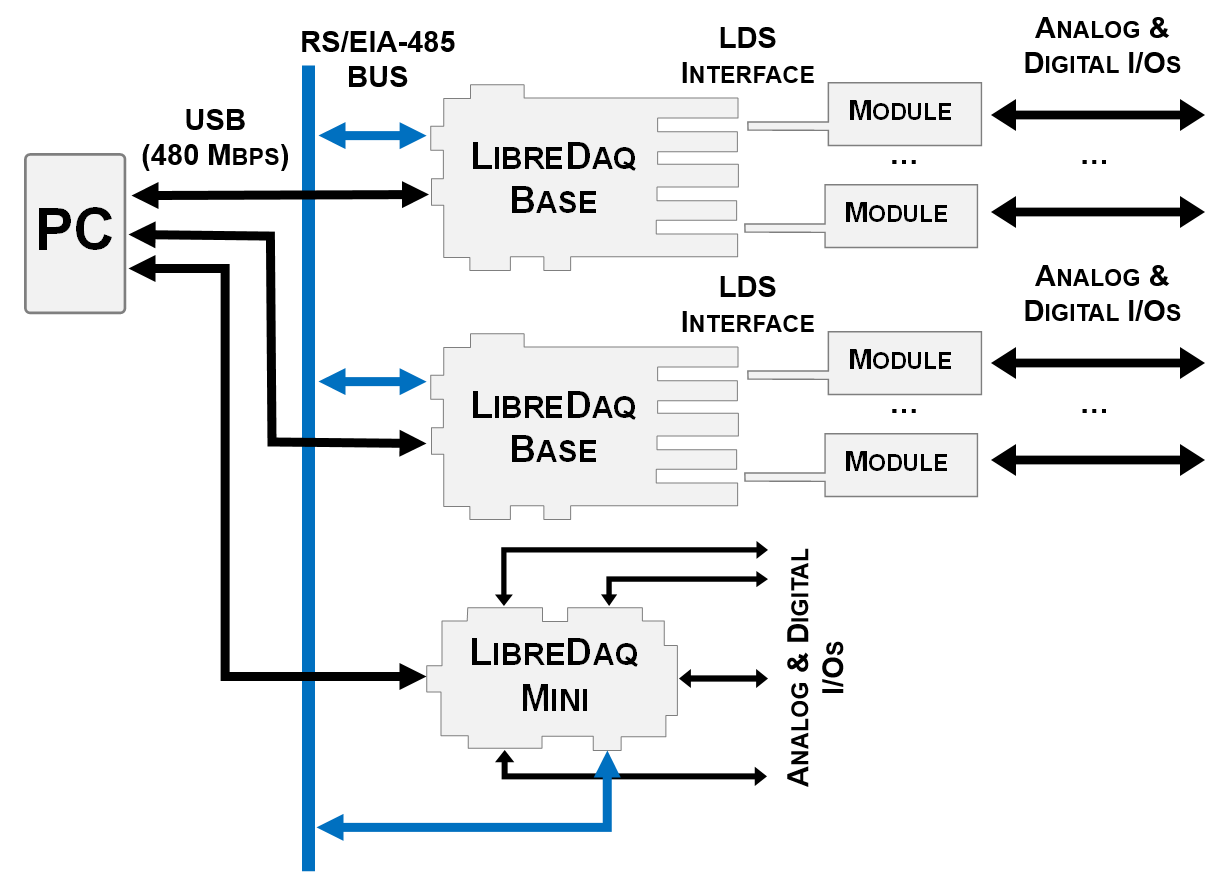 RS/EIA-485
BUS
LDS
INTERFACE
ANALOG &
DIGITAL I/OS
USB
(480 MBPS)
PC
LIBREDAQ
BASE
MODULE
...
...
MODULE
LDS
INTERFACE
ANALOG &
DIGITAL I/OS
LIBREDAQ
BASE
MODULE
...
...
MODULE
LIBREDAQ
MINI
ANALOG & DIGITAL
I/OS